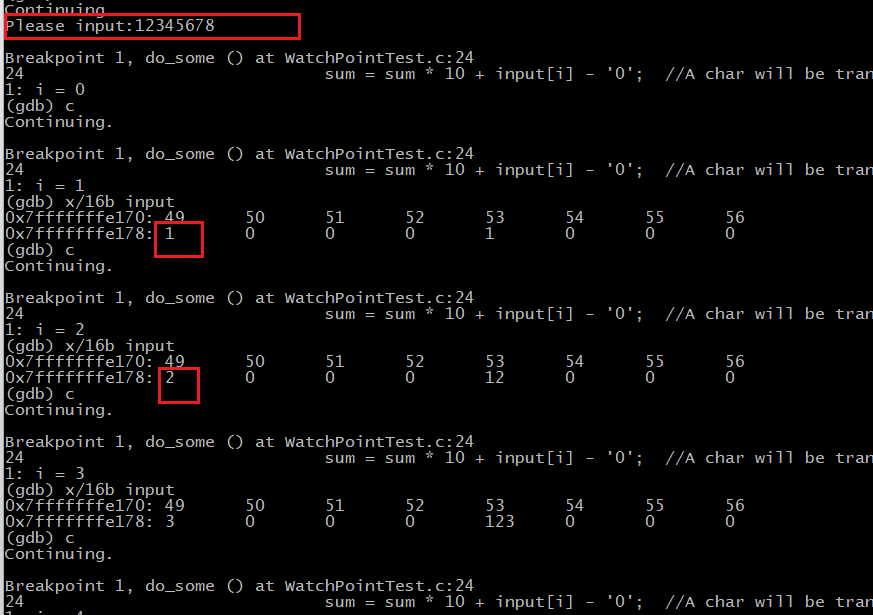 Continuing.
Please input:12345678
Breakpoint 1, do_some () at WatchPointTest.c:24
24 sum = sum * 10 + input[i] - '0'; //A char will be tran
1: i = 0
(gdb) c
Continuing.
Breakpoint 1, do_some () at WatchPointTest.c:24
24 sum = sum * 10 + input[i] - '0'; //A char will be tran
1: i = 1
(gdb) x/16b input
0x7fffffffe170: 49 50 51 52 53 54 55 56
0x7fffffffe178: 1 0 0 0 1 0 0 0
(gdb) c
Continuing.
Breakpoint 1, do_some () at WatchPointTest.c:24
24 sum = sum * 10 + input[i] - '0'; //A char will be tran
1: i = 2
(gdb) x/16b input
0x7fffffffe170: 49 50 51 52 53 54 55 56
0x7fffffffe178: 2 0 0 0 12 0 0 0
(gdb) c
Continuing.
Breakpoint 1, do_some () at WatchPointTest.c:24
24 sum = sum * 10 + input[i] - '0'; //A char will be tran
1: i = 3
(gdb) x/16b input
0x7fffffffe170: 49 50 51 52 53 54 55 56
0x7fffffffe178: 3 0 0 0 123 0 0 0
(gdb) c
Continuing.
Breakpoint 1, do_some () at WatchPointTest.c:24
24 sum = sum * 10 + input[i] - '0'; //A char will be tran
1: i = 4